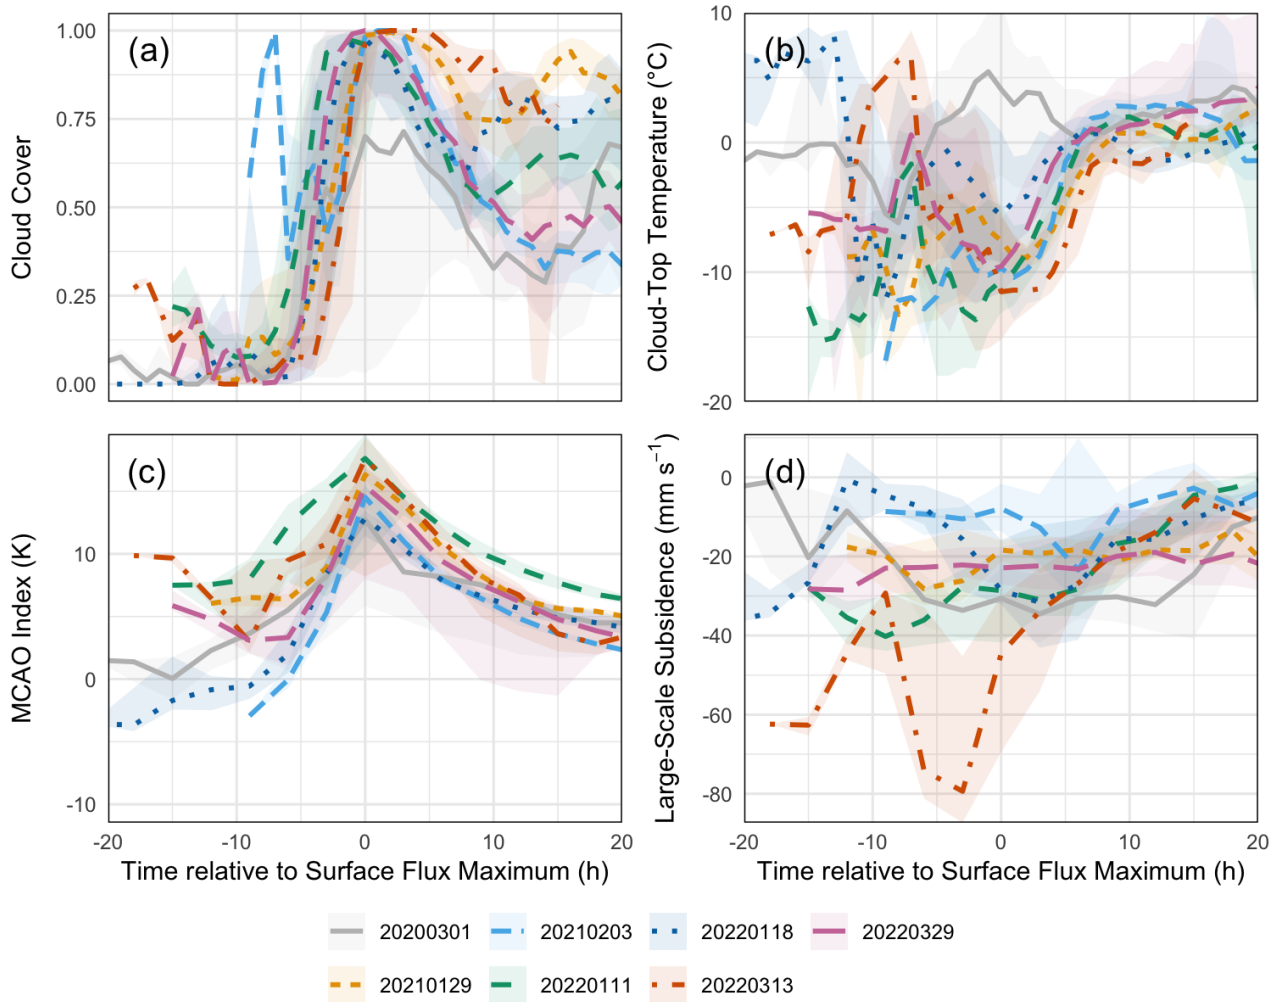 (a)
Cloud Cover
1.00
0.75
0.50
0.25
0.00
(b)
Cloud-Top Temperature (°C)
10
0
-10
-20
(c)
MCAO Index (K)
10
0
-10
-20 -10 0 10 20
Time relative to Surface Flux Maximum (h)
(d)
Large-Scale Subsidence (mm s⁻¹)
0
-20
-40
-60
-80
-20 -10 0 10 20
Time relative to Surface Flux Maximum (h)
20200301 20210203 20220118 20220329
20210129 20220111 20220313